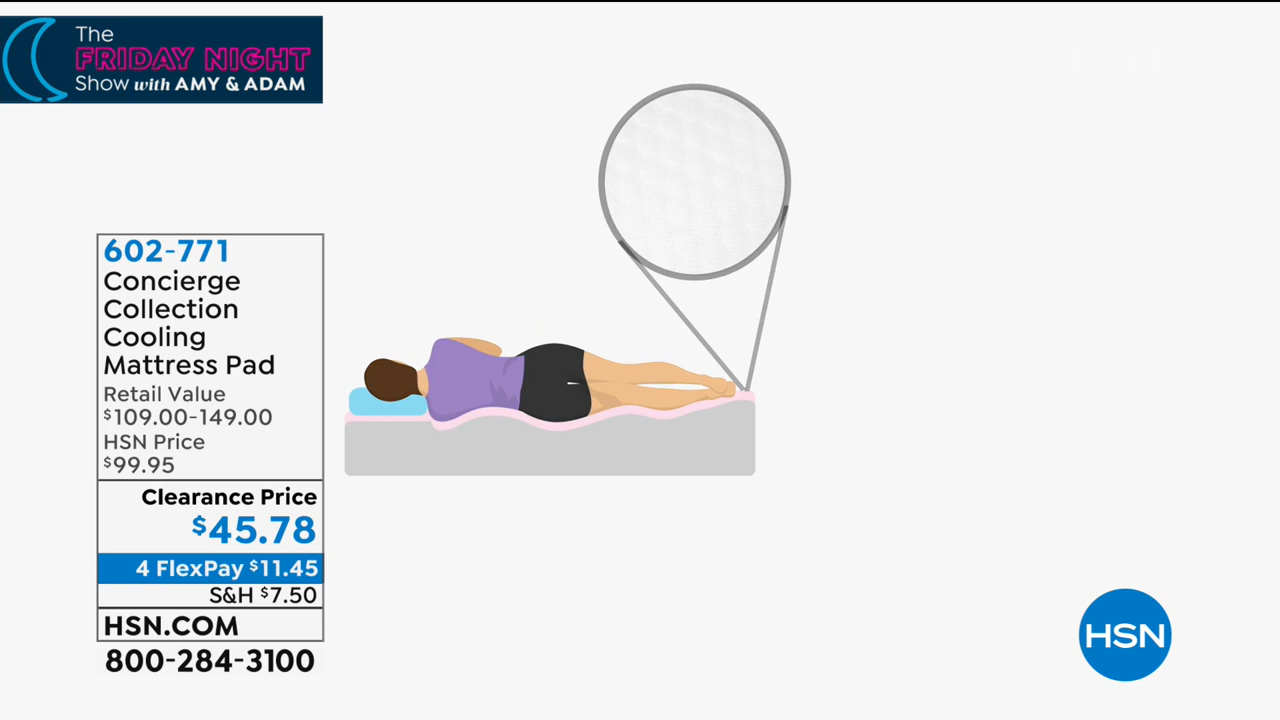 The
FRIDAY NIGHT
Show with AMY & ADAM
LIVE
602-771
Concierge
Collection
Cooling
Mattress Pad
Retail Value
$109.00-149.00
HSN Price
$99.95
Clearance Price
$45.78
4 FlexPay $11.45
S&H $7.50
HSN.COM
800-284-3100
HSN